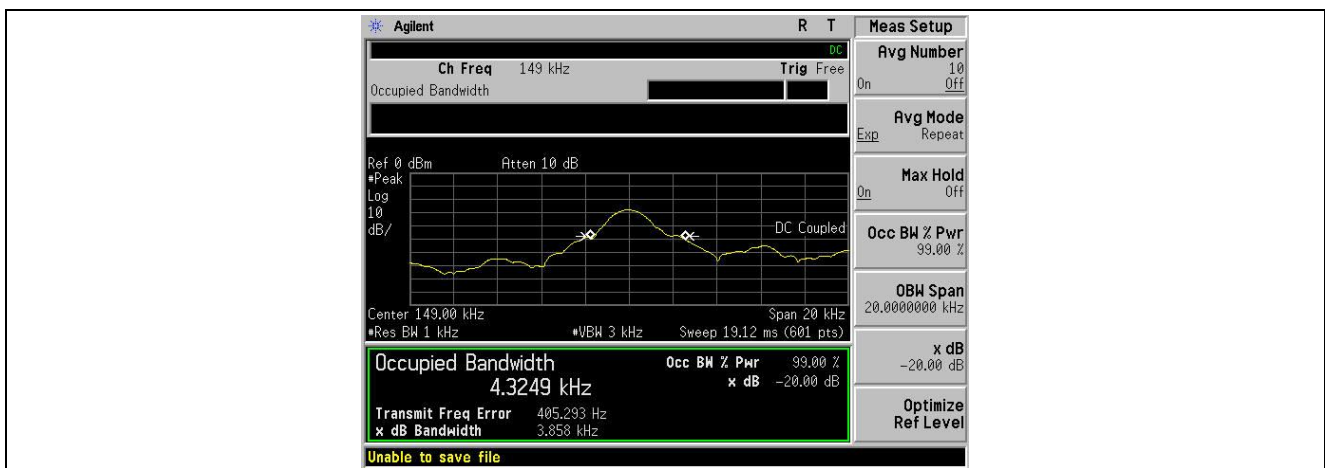 Agilent R T Meas Setup
DC
Ch Freq 149 kHz Trig Free
Occupied Bandwidth
Avg Number
10
On Off
Avg Mode
Exp Repeat
Max Hold
On Off
Occ BW % Pwr
99.00 %
OBW Span
20.0000000 kHz
x dB
-20.00 dB
Optimize
Ref Level
Ref 0 dBm Atten 10 dB
#Peak
Log
10
dB/
DC Coupled
Center 149.00 kHz Span 20 kHz
#Res BW 1 kHz #VBW 3 kHz Sweep 19.12 ms (601 pts)
Occupied Bandwidth Occ BW % Pwr 99.00 %
4.3249 kHz x dB -20.00 dB
Transmit Freq Error 405.293 Hz
x dB Bandwidth 3.858 kHz
Unable to save file